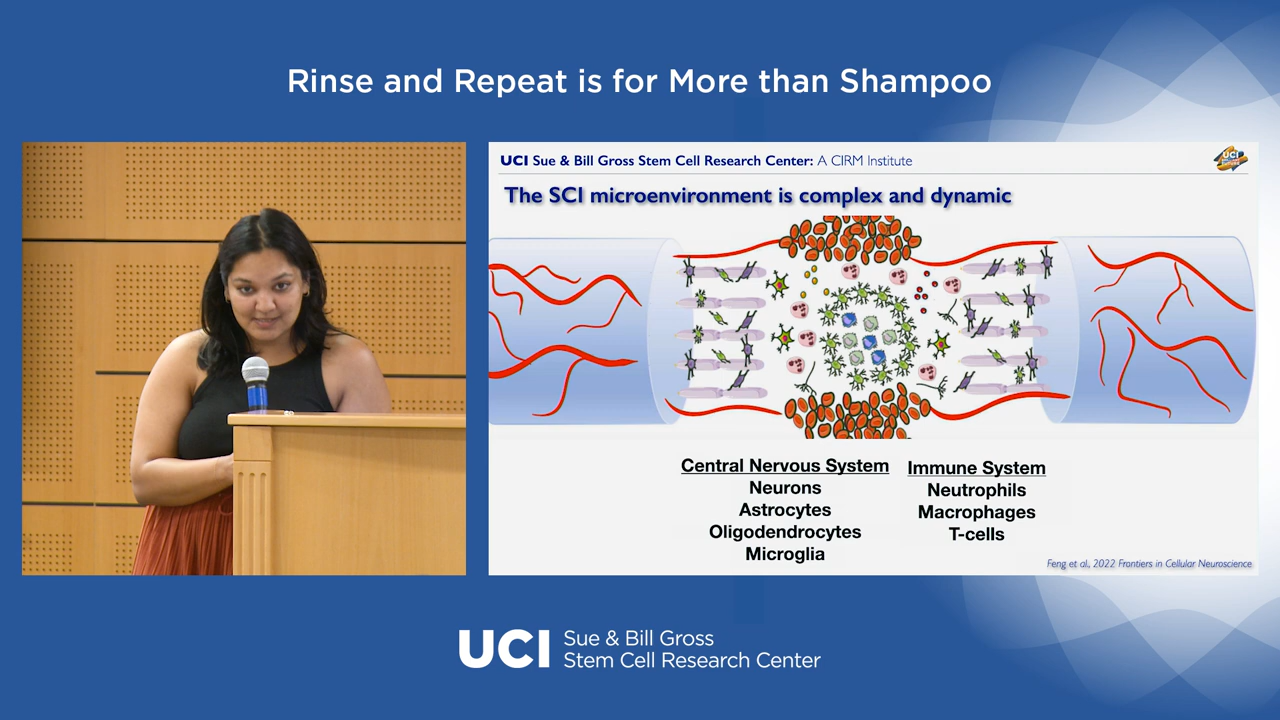 Rinse and Repeat is for More than Shampoo
UCI Sue & Bill Gross Stem Cell Research Center: A CIRM Institute
UCI
The SCI microenvironment is complex and dynamic
Central Nervous System
Neurons
Astrocytes
Oligodendrocytes
Microglia
Immune System
Neutrophils
Macrophages
T-cells
Feng et al., 2022 Frontiers in Cellular Neuroscience
UCI Sue & Bill Gross
Stem Cell Research Center